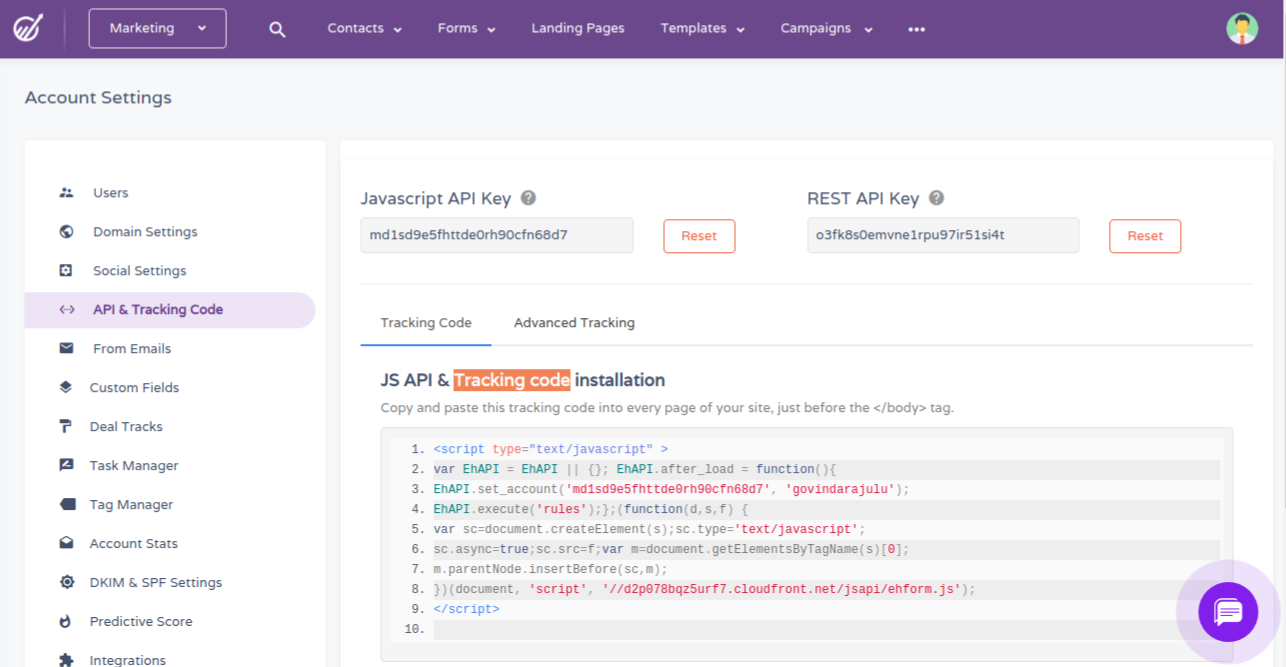 Marketing
Contacts
Forms
Landing Pages
Templates
Campaigns
Account Settings
Users
Domain Settings
Social Settings
API & Tracking Code
From Emails
Custom Fields
Deal Tracks
Task Manager
Tag Manager
Account Stats
DKIM & SPF Settings
Predictive Score
Integrations
Javascript API Key ?
md1sd9e5fhttde0rh90cfn68d7
Reset
REST API Key ?
o3fk8s0emvne1rpu97ir51si4t
Reset
Tracking Code
Advanced Tracking
JS API & Tracking code installation
Copy and paste this tracking code into every page of your site, just before the </body> tag.
1. <script type="text/javascript" >
2. var EhAPI = EhAPI || {}; EhAPI.after_load = function(){
3. EhAPI.set_account('md1sd9e5fhttde0rh90cfn68d7', 'govindarajulu');
4. EhAPI.execute('rules');};(function(d,s,f) {
5. var sc=document.createElement(s);sc.type='text/javascript';
6. sc.async=true;sc.src=f;var m=document.getElementsByTagName(s)[0];
7. m.parentNode.insertBefore(sc,m);
8. })(document, 'script', '//d2p078bqz5urf7.cloudfront.net/jsapi/ehform.js');
9. </script>
10.